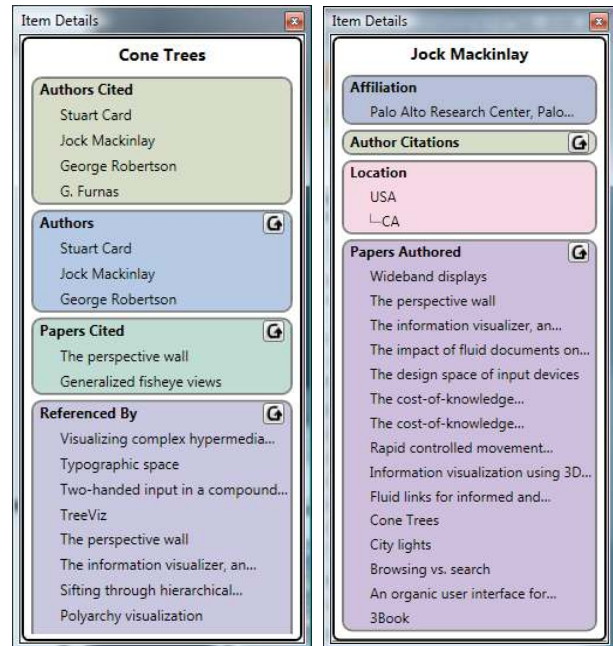 Item Details
Cone Trees
Authors Cited
Stuart Card
Jock Mackinlay
George Robertson
G. Furnas
Authors
Stuart Card
Jock Mackinlay
George Robertson
Papers Cited
The perspective wall
Generalized fisheye views
Referenced By
Visualizing complex hypermedia...
Typographic space
Two-handed input in a compound...
TreeViz
The perspective wall
The information visualizer, an...
Sifting through hierarchical...
Polyarchy visualization
Item Details
Jock Mackinlay
Affiliation
Palo Alto Research Center, Palo...
Author Citations
Location
USA
CA
Papers Authored
Wideband displays
The perspective wall
The information visualizer, an...
The impact of fluid documents on...
The design space of input devices
The cost-of-knowledge...
The cost-of-knowledge...
Rapid controlled movement...
Information visualization using 3D...
Fluid links for informed and...
Cone Trees
City lights
Browsing vs. search
An organic user interface for...
3Book